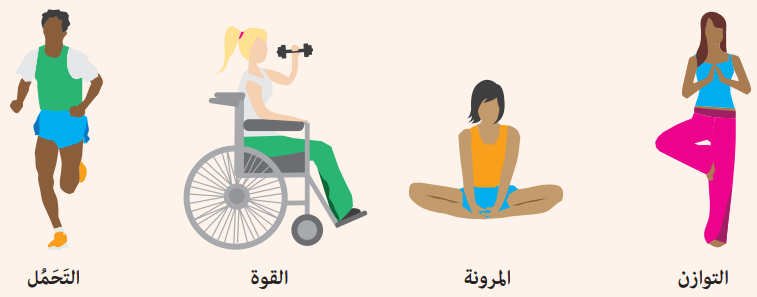 التوازن
المرونة
القوة
التَحَمُل